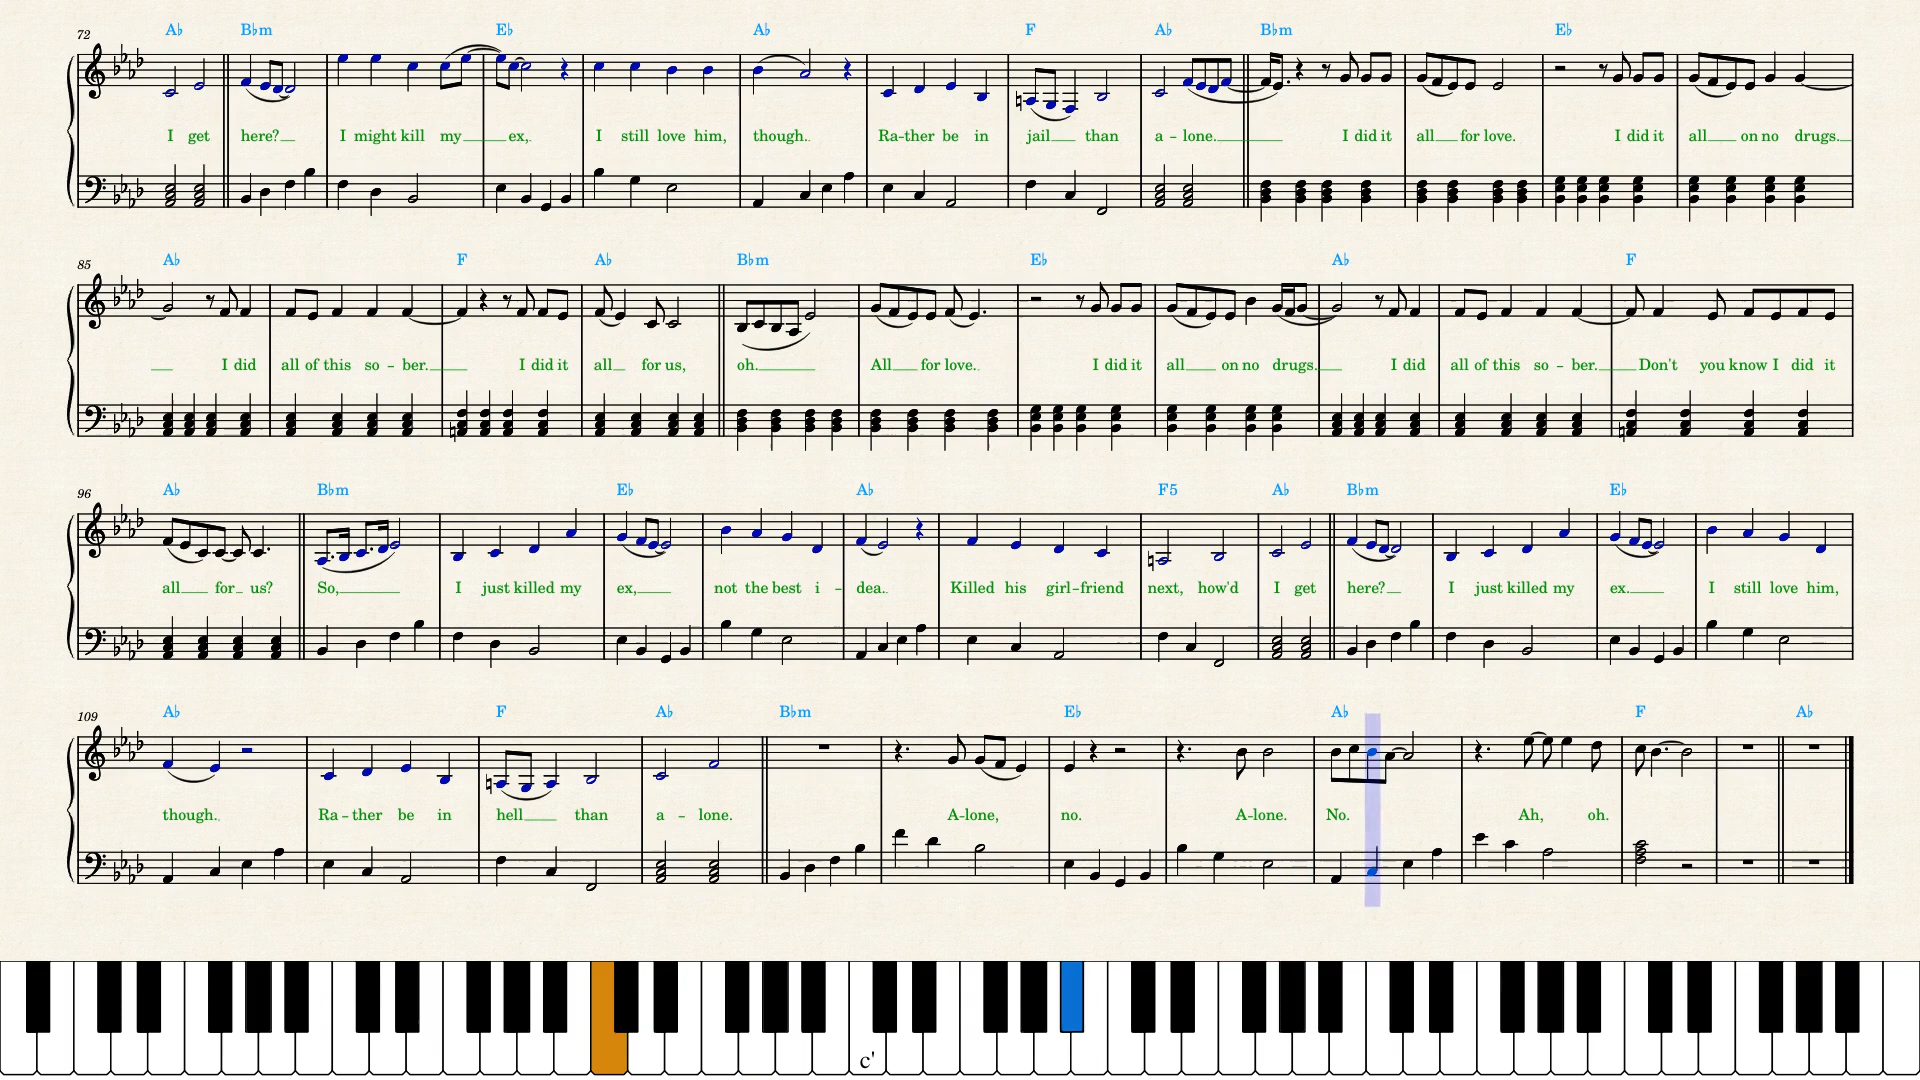 72 A♭ B♭m E♭ A♭ F A♭ B♭m E♭
I get here? I might kill my ex, I still love him, though. Ra-ther be in jail than a-lone. I did it all for love. I did it all on no drugs.
85 A♭ F A♭ B♭m E♭ A♭ F
I did all of this so-ber. I did it all for us, oh. All for love. I did it all on no drugs. I did all of this so-ber. Don't you know I did it
96 A♭ B♭m E♭ A♭ F5 A♭ B♭m E♭
all for us? So, I just killed my ex, not the best i-dea. Killed his girl-friend next, how'd I get here? I just killed my ex. I still love him,
109 A♭ F A♭ B♭m E♭ A♭ F A♭
though. Ra-ther be in hell than a-lone. A-lone, no. A-lone. No. Ah, oh.
c'